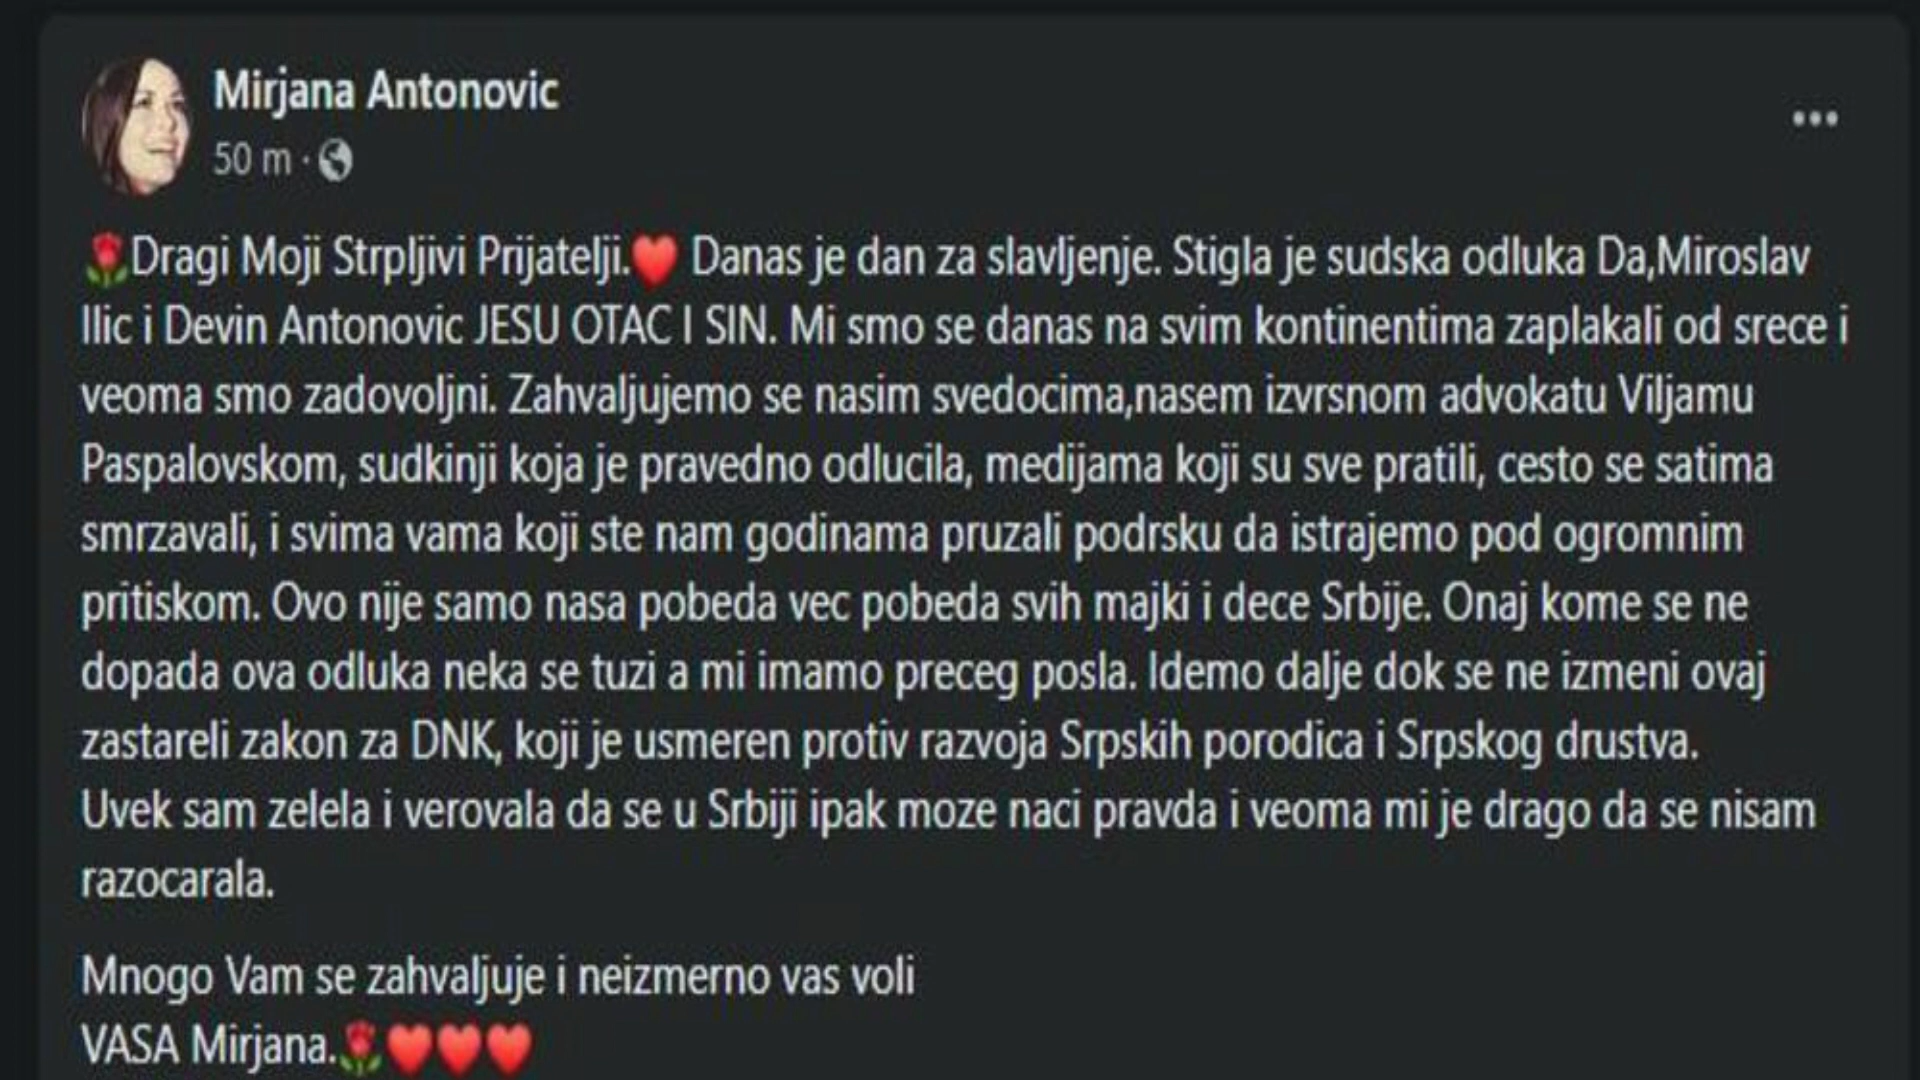 Mirjana Antonovic
50 m ·
🌹Dragi Moji Strpljivi Prijatelji.❤️ Danas je dan za slavljenje. Stigla je sudska odluka Da,Miroslav
Ilic i Devin Antonovic JESU OTAC I SIN. Mi smo se danas na svim kontinentima zaplakali od srece i
veoma smo zadovoljni. Zahvaljujemo se nasim svedocima,nasem izvrsnom advokatu Viljamu
Paspalovskom, sudkinji koja je pravedno odlucila, medijama koji su sve pratili, cesto se satima
smrzavali, i svima vama koji ste nam godinama pruzali podrsku da istrajemo pod ogromnim
pritiskom. Ovo nije samo nasa pobeda vec pobeda svih majki i dece Srbije. Onaj kome se ne
dopada ova odluka neka se tuzi a mi imamo preceg posla. Idemo dalje dok se ne izmeni ovaj
zastareli zakon za DNK, koji je usmeren protiv razvoja Srpskih porodica i Srpskog drustva.
Uvek sam zelela i verovala da se u Srbiji ipak moze naci pravda i veoma mi je drago da se nisam
razocarala.
Mnogo Vam se zahvaljuje i neizmerno vas voli
VASA Mirjana.🌹❤️❤️❤️